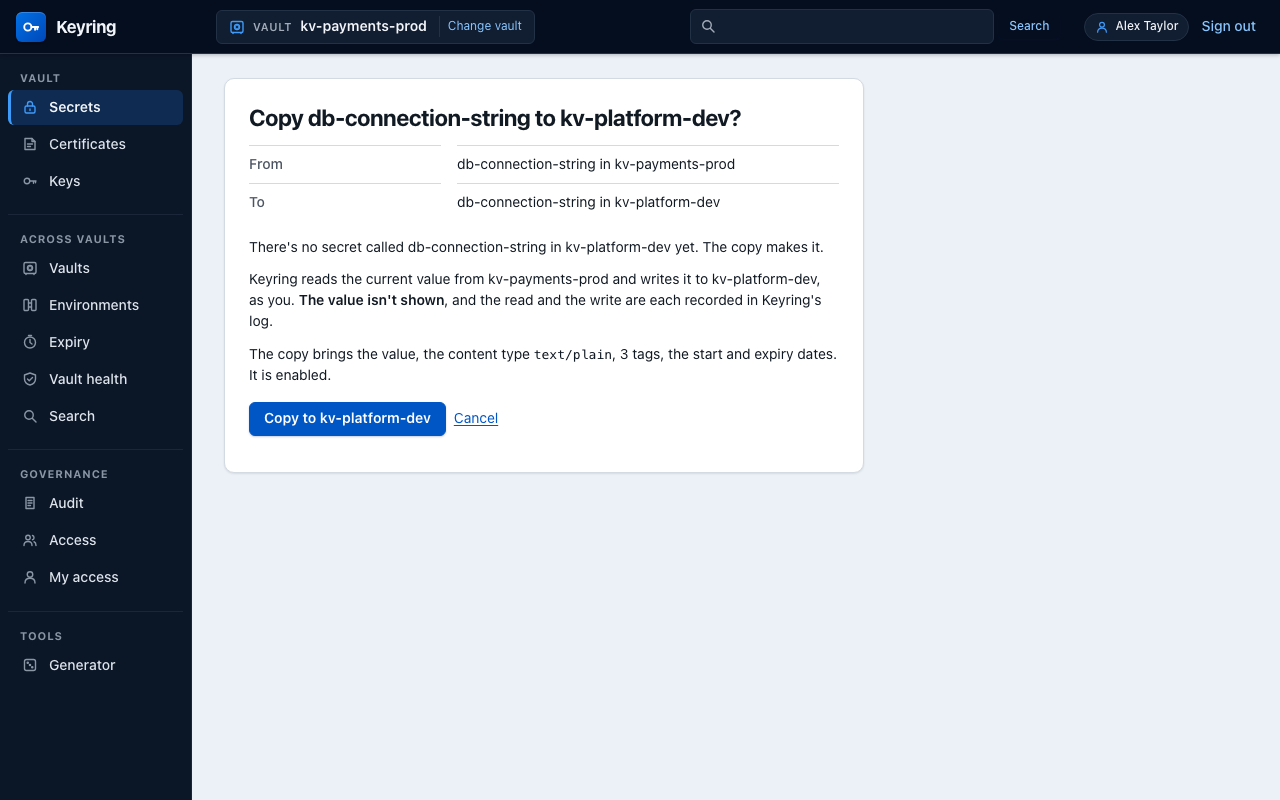 Keyring
VAULT kv-payments-prod Change vault
Search
Alex Taylor
Sign out
VAULT
Secrets
Certificates
Keys
ACROSS VAULTS
Vaults
Environments
Expiry
Vault health
Search
GOVERNANCE
Audit
Access
My access
TOOLS
Generator
Copy db-connection-string to kv-platform-dev?
From db-connection-string in kv-payments-prod
To db-connection-string in kv-platform-dev
There's no secret called db-connection-string in kv-platform-dev yet. The copy makes it.
Keyring reads the current value from kv-payments-prod and writes it to kv-platform-dev,
as you. The value isn't shown, and the read and the write are each recorded in Keyring's
log.
The copy brings the value, the content type text/plain, 3 tags, the start and expiry dates.
It is enabled.
Copy to kv-platform-dev Cancel